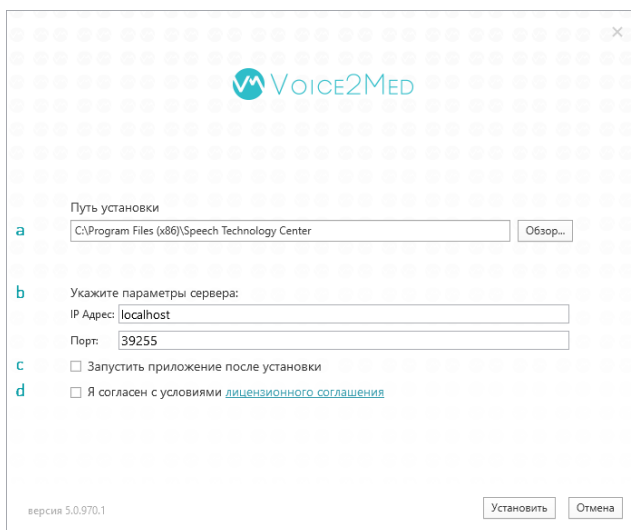 VOICE2MED
Путь установки
a
C:\Program Files (x86)\Speech Technology Center
Обзор...
b
Укажите параметры сервера:
IP Адрес: localhost
Порт: 39255
c
Запустить приложение после установки
d
Я согласен с условиями лицензионного соглашения
версия 5.0.970.1
Установить
Отмена